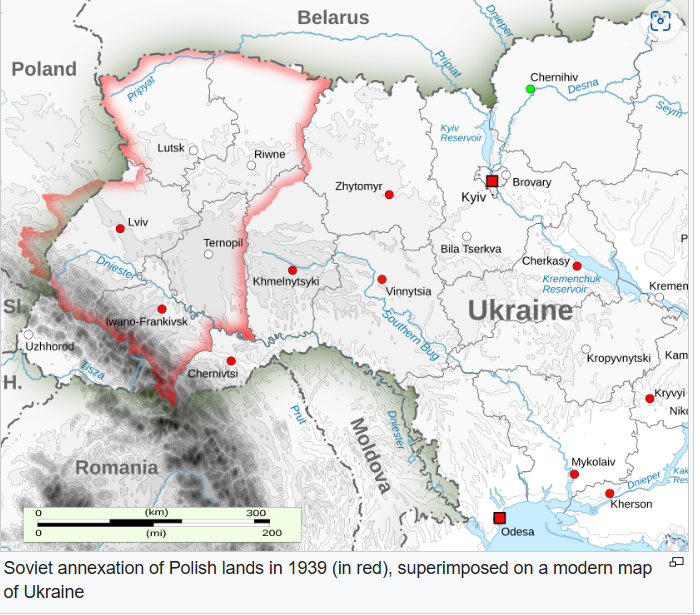 Belarus
Poland
Dnieper
Pripyat
Pripiat
Chernihiv
Desna
Seym
Kyiv
Reservoir
Lutsk
Riwne
Zhytomyr
Kyiv
Brovary
Lviv
Ternopil
Bila Tserkva
Cherkasy
Dniester
Khmelnytsky
Vinnytsia
Kremenchuk
Reservoir
Kremen
P
Sl.
Iwano-Frankivsk
Ukraine
Southern Bug
Uzhhorod
Tisza
Chernivtsi
Kropyvnytski
Kam
H.
Kryvyi
Niko
Prut
Dniester
Moldova
Romania
Mykolaiv
Dnieper
Kak
Res
Kherson
Odesa
0 (km) 300
0 (mi) 200
Soviet annexation of Polish lands in 1939 (in red), superimposed on a modern map
of Ukraine